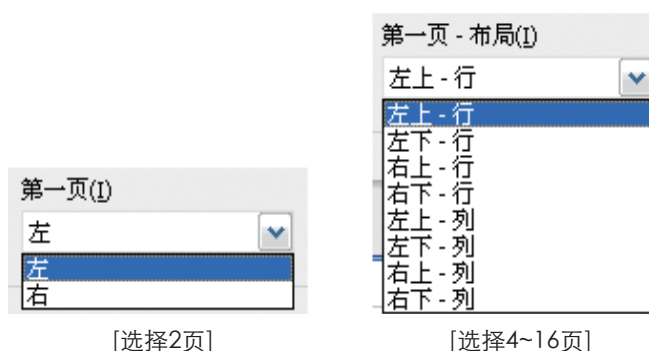 第一页(I)
左
左
右
[选择2页]
第一页 - 布局(I)
左上 - 行
左上 - 行
左下 - 行
右上 - 行
右下 - 行
左上 - 列
左下 - 列
右上 - 列
右下 - 列
[选择4~16页]